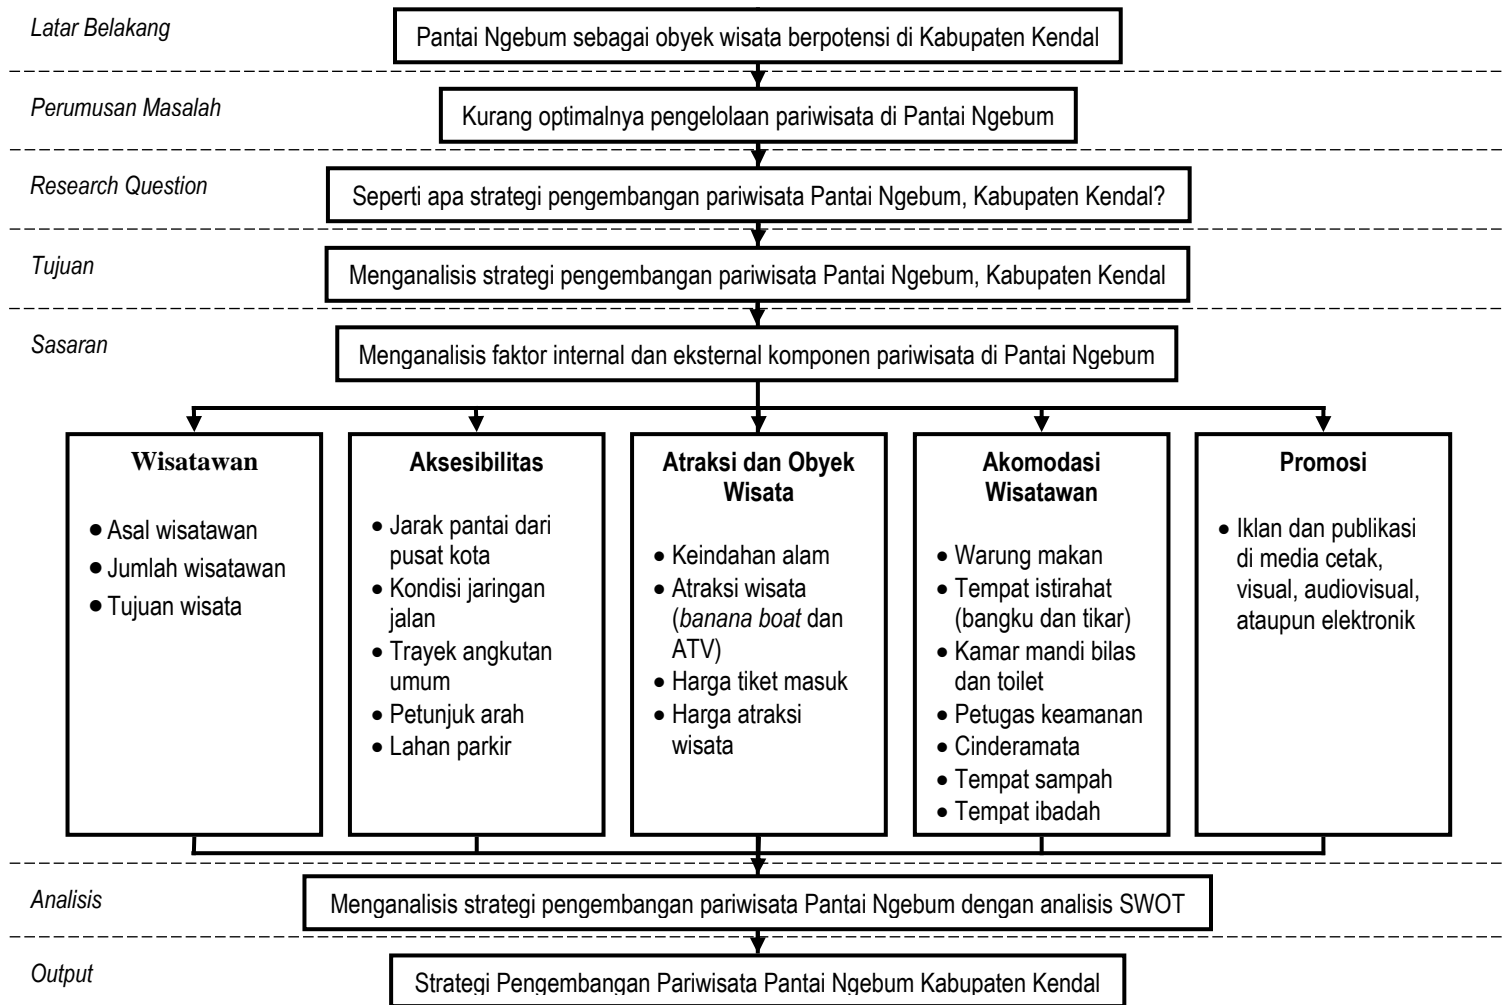 Latar Belakang
Pantai Ngebum sebagai obyek wisata berpotensi di Kabupaten Kendal
Perumusan Masalah
Kurang optimalnya pengelolaan pariwisata di Pantai Ngebum
Research Question
Seperti apa strategi pengembangan pariwisata Pantai Ngebum, Kabupaten Kendal?
Tujuan
Menganalisis strategi pengembangan pariwisata Pantai Ngebum, Kabupaten Kendal
Sasaran
Menganalisis faktor internal dan eksternal komponen pariwisata di Pantai Ngebum
Wisatawan
• Asal wisatawan
• Jumlah wisatawan
• Tujuan wisata
Aksesibilitas
• Jarak pantai dari
pusat kota
• Kondisi jaringan
jalan
• Trayek angkutan
umum
• Petunjuk arah
• Lahan parkir
Atraksi dan Obyek
Wisata
• Keindahan alam
• Atraksi wisata
(banana boat dan
ATV)
• Harga tiket masuk
• Harga atraksi
wisata
Akomodasi
Wisatawan
• Warung makan
• Tempat istirahat
(bangku dan tikar)
• Kamar mandi bilas
dan toilet
• Petugas keamanan
• Cinderamata
• Tempat sampah
• Tempat ibadah
Promosi
• Iklan dan publikasi
di media cetak,
visual, audiovisual,
ataupun elektronik
Analisis
Menganalisis strategi pengembangan pariwisata Pantai Ngebum dengan analisis SWOT
Output
Strategi Pengembangan Pariwisata Pantai Ngebum Kabupaten Kendal